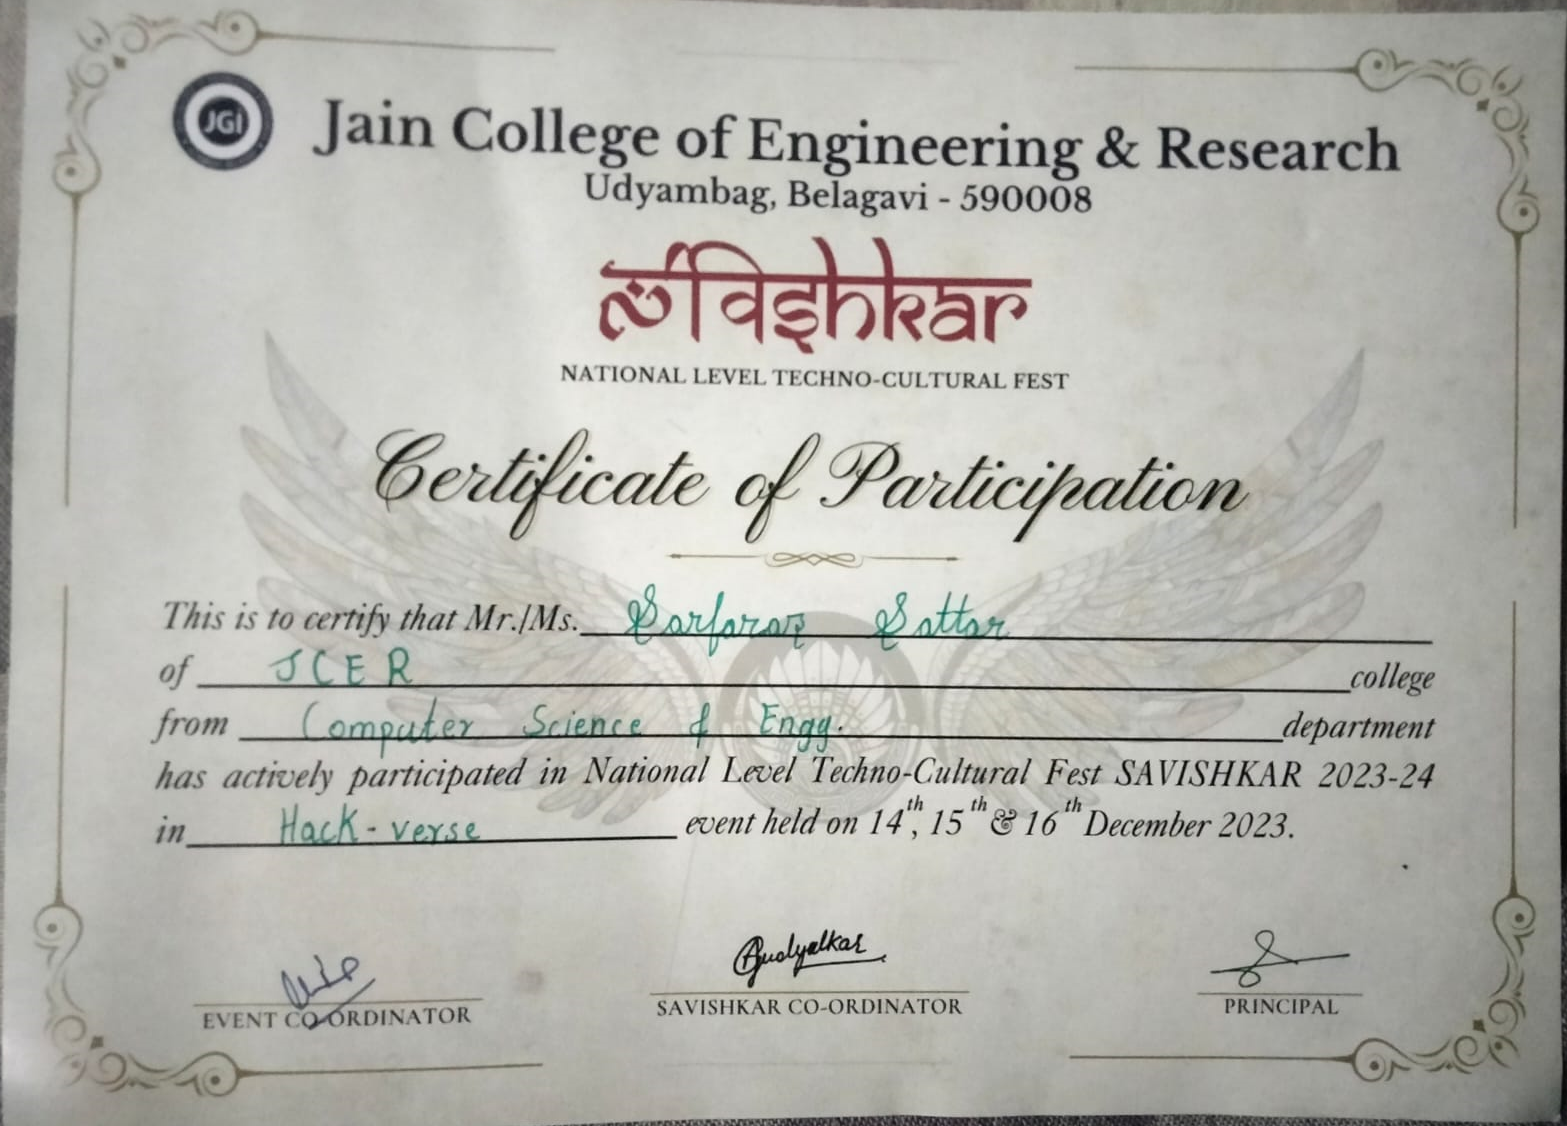 JGI
Jain College of Engineering & Research
Udyambag, Belagavi - 590008
Savishkar
NATIONAL LEVEL TECHNO-CULTURAL FEST
Certificate of Participation
This is to certify that Mr./Ms. Sarfaraz Sattar
of JCER college
from Computer Science & Engg. department
has actively participated in National Level Techno-Cultural Fest SAVISHKAR 2023-24
in Hack-verse event held on 14th, 15th & 16th December 2023.
EVENT CO-ORDINATOR SAVISHKAR CO-ORDINATOR PRINCIPAL